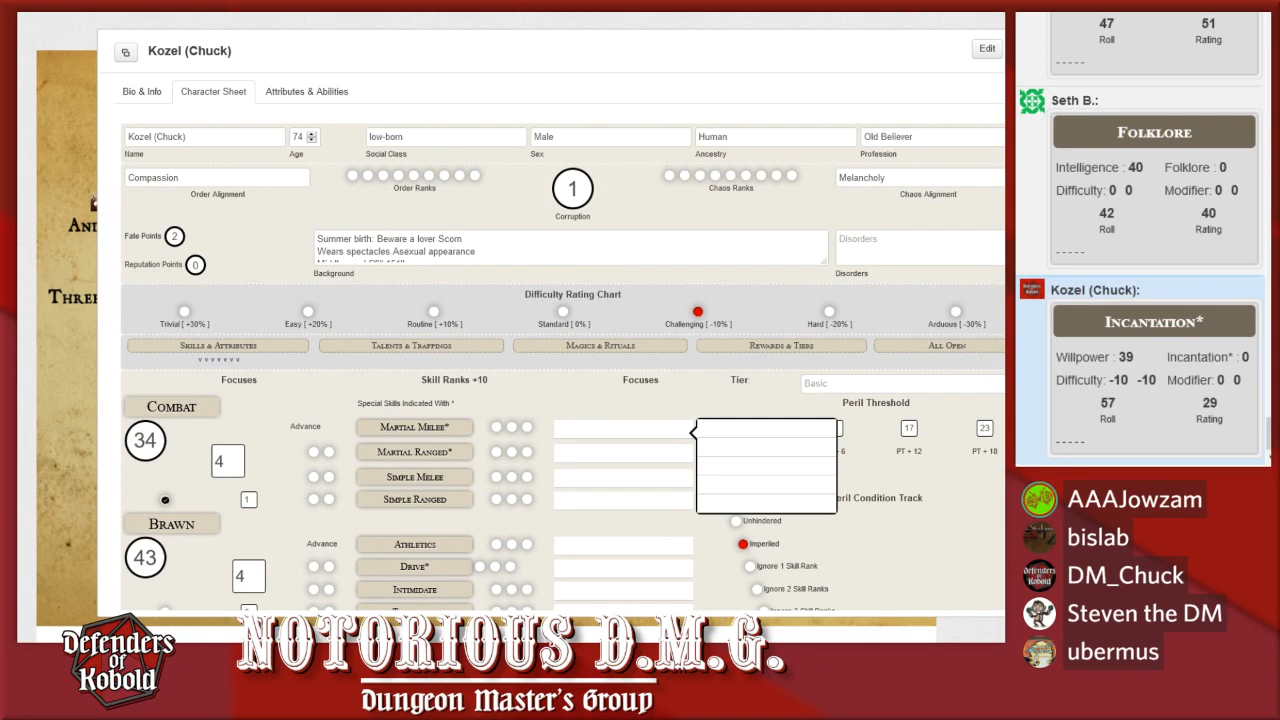 Kozel (Chuck)
Edit
Bio & Info
Character Sheet
Attributes & Abilities
Kozel (Chuck)
74
low-born
Male
Human
Old Believer
Name
Age
Social Class
Sex
Ancestry
Profession
Compassion
Order Alignment
Order Ranks
1
Corruption
Chaos Ranks
Melancholy
Chaos Alignment
Fate Points
2
Reputation Points
0
Summer birth: Beware a lover Scorn
Wears spectacles Asexual appearance
Background
Disorders
Disorders
Difficulty Rating Chart
Trivial [ +30% ]
Easy [ +20% ]
Routine [ +10% ]
Standard [ 0% ]
Challenging [ -10% ]
Hard [ -20% ]
Arduous [ -30% ]
Skills & Attributes
Talents & Trappings
Magics & Rituals
Rewards & Tiers
All Open
v v v v v v v
Focuses
Skill Ranks +10
Focuses
Tier
Basic
Combat
Special Skills Indicated With *
Peril Threshold
34
4
Advance
Martial Melee*
17
23
Martial Ranged*
+ 6
PT + 12
PT + 18
Simple Melee
1
Simple Ranged
eril Condition Track
Brawn
Unhindered
43
4
Advance
Athletics
Imperiled
Drive*
Ignore 1 Skill Rank
Intimidate
Ignore 2 Skill Ranks
And
Three
47
51
Roll
Rating
- - - - -
Seth B.:
Folklore
Intelligence : 40
Folklore : 0
Difficulty: 0 0
Modifier: 0 0
42
40
Roll
Rating
- - - - -
Kozel (Chuck):
Incantation*
Willpower : 39
Incantation* : 0
Difficulty: -10 -10
Modifier: 0 0
57
29
Roll
Rating
- - - - -
AAAJowzam
bislab
DM_Chuck
Steven the DM
ubermus
Defenders
of
Kobold
NOTORIOUS D.M.G.
Dungeon Master's Group